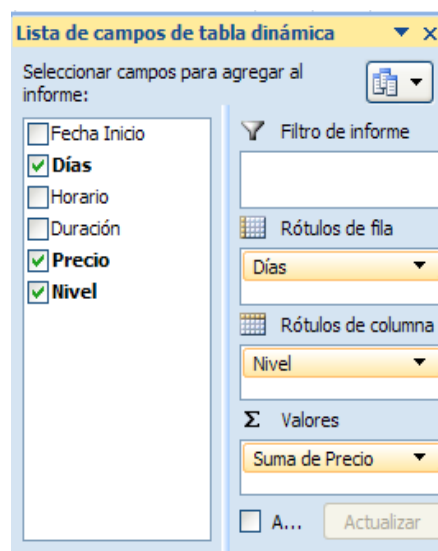 Lista de campos de tabla dinámica
Seleccionar campos para agregar al
informe:
Fecha Inicio
Días
Horario
Duración
Precio
Nivel
Filtro de informe
Rótulos de fila
Días
Rótulos de columna
Nivel
Σ Valores
Suma de Precio
A...
Actualizar